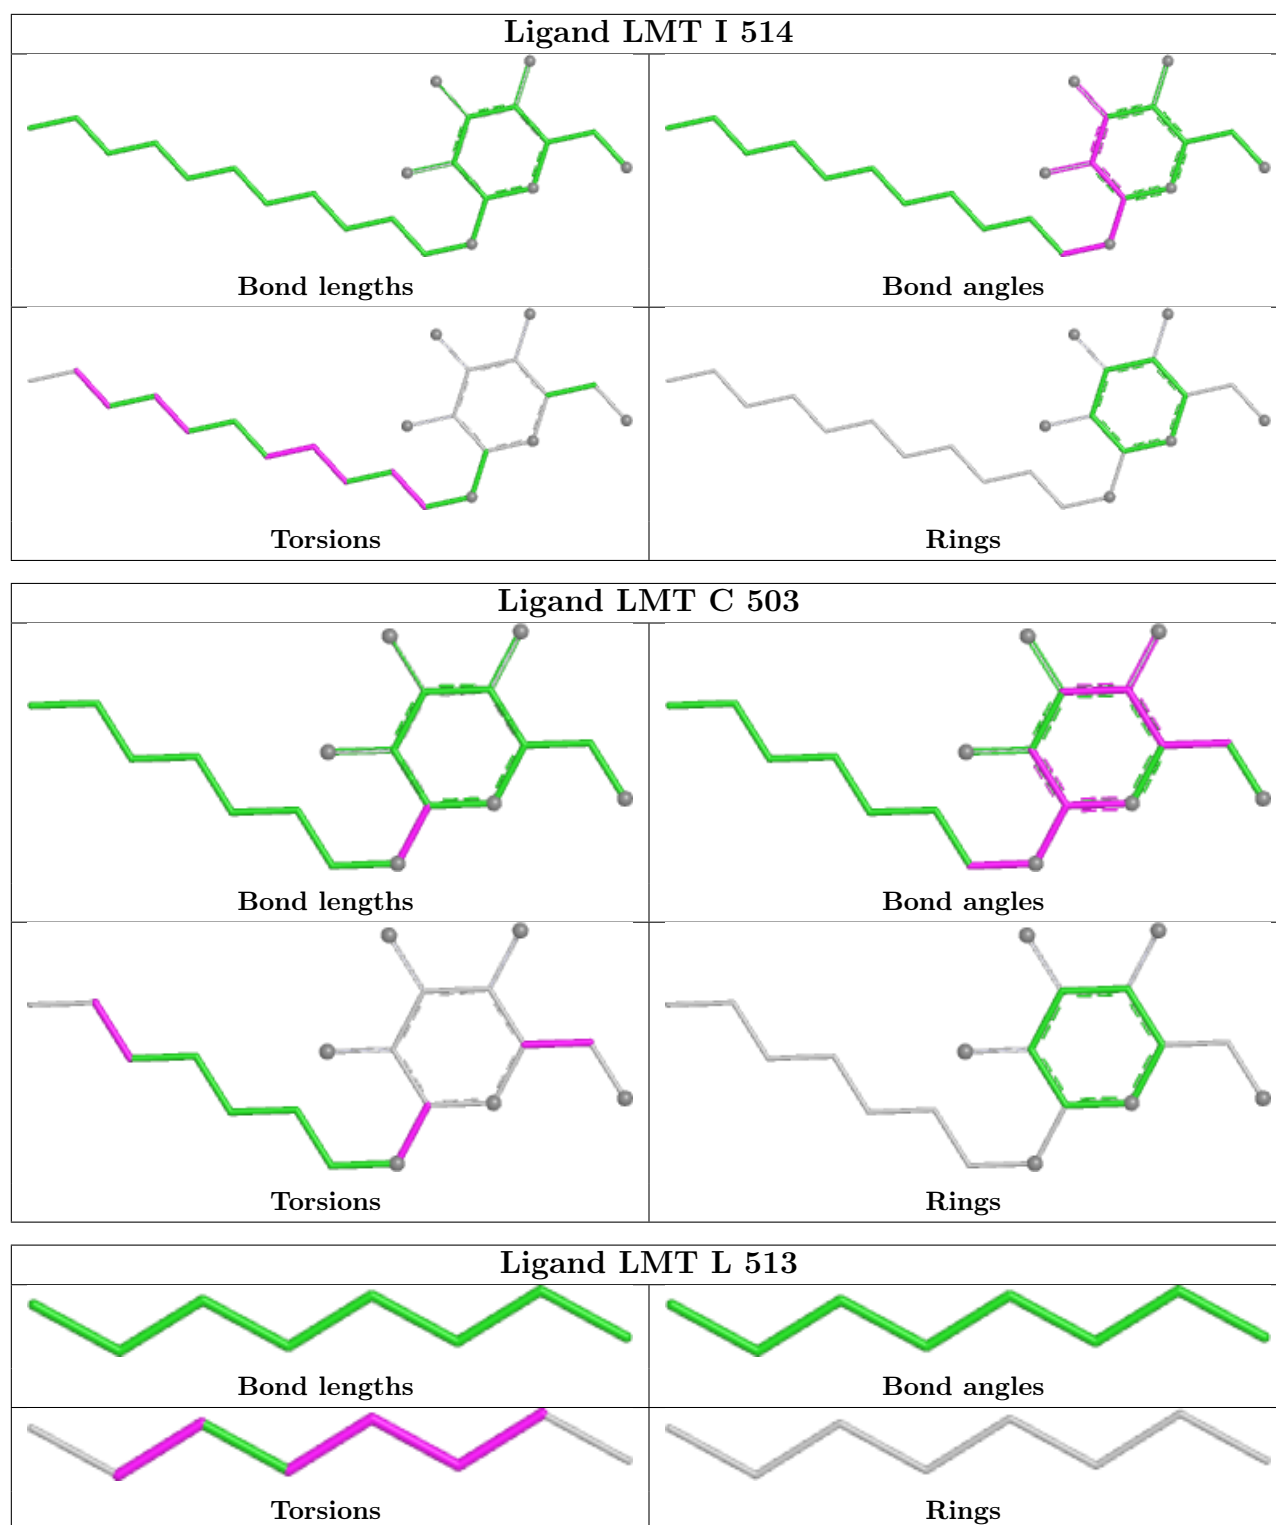 Ligand LMT I 514
Bond lengths
Bond angles
Torsions
Rings
Ligand LMT C 503
Bond lengths
Bond angles
Torsions
Rings
Ligand LMT L 513
Bond lengths
Bond angles
Torsions
Rings